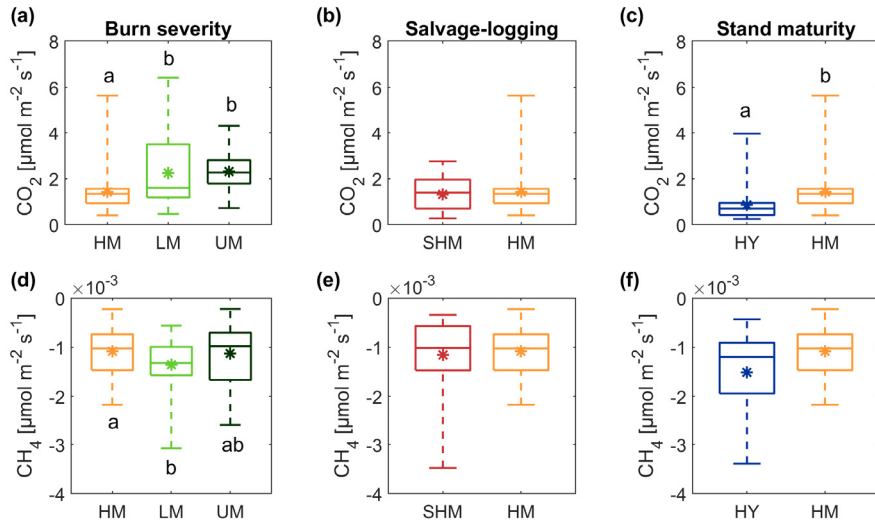 (a) Burn severity
(b) Salvage-logging
(c) Stand maturity
CO2 [μmol m-2 s-1]
8
6
4
2
0
a
b
b
HM LM UM
CO2 [μmol m-2 s-1]
8
6
4
2
0
SHM HM
CO2 [μmol m-2 s-1]
8
6
4
2
0
a
b
HY HM
(d) ×10-3
CH4 [μmol m-2 s-1]
0
-1
-2
-3
-4
a
b
ab
HM LM UM
(e) ×10-3
CH4 [μmol m-2 s-1]
0
-1
-2
-3
-4
SHM HM
(f) ×10-3
CH4 [μmol m-2 s-1]
0
-1
-2
-3
-4
HY HM